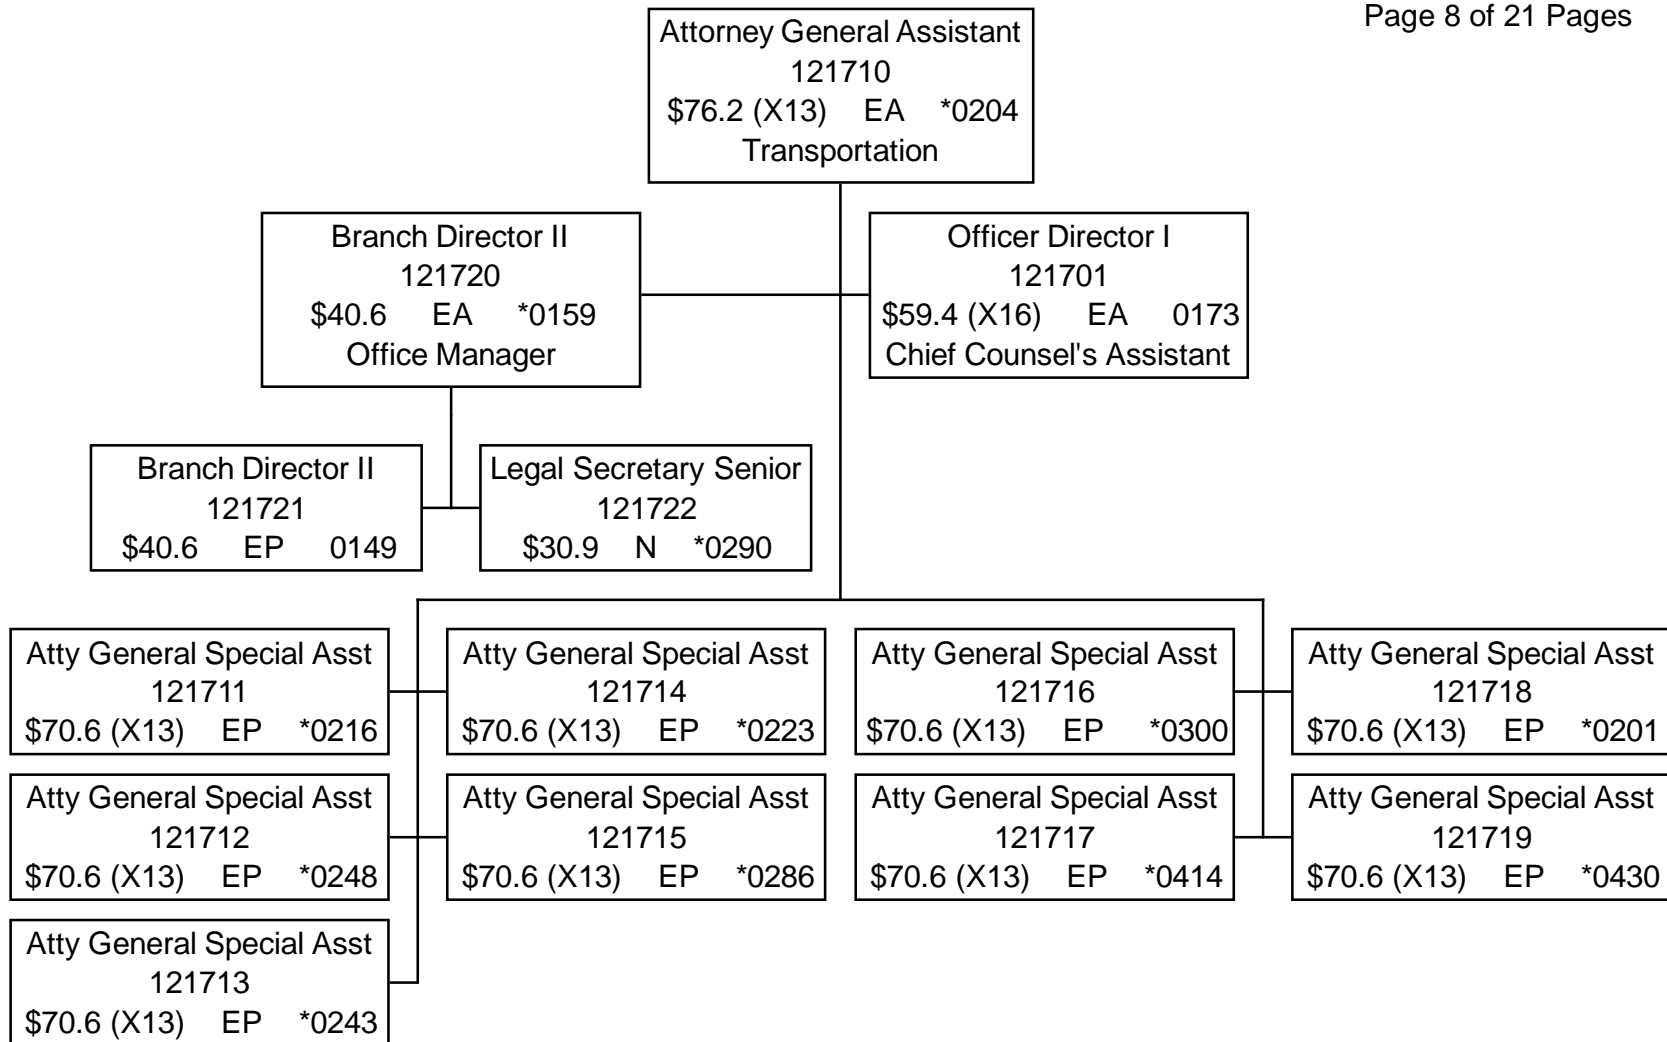 Page 8 of 21 Pages
Attorney General Assistant
121710
$76.2 (X13) EA *0204
Transportation
Branch Director II
121720
$40.6 EA *0159
Office Manager
Officer Director I
121701
$59.4 (X16) EA 0173
Chief Counsel's Assistant
Branch Director II
121721
$40.6 EP 0149
Legal Secretary Senior
121722
$30.9 N *0290
Atty General Special Asst
121711
$70.6 (X13) EP *0216
Atty General Special Asst
121714
$70.6 (X13) EP *0223
Atty General Special Asst
121716
$70.6 (X13) EP *0300
Atty General Special Asst
121718
$70.6 (X13) EP *0201
Atty General Special Asst
121712
$70.6 (X13) EP *0248
Atty General Special Asst
121715
$70.6 (X13) EP *0286
Atty General Special Asst
121717
$70.6 (X13) EP *0414
Atty General Special Asst
121719
$70.6 (X13) EP *0430
Atty General Special Asst
121713
$70.6 (X13) EP *0243